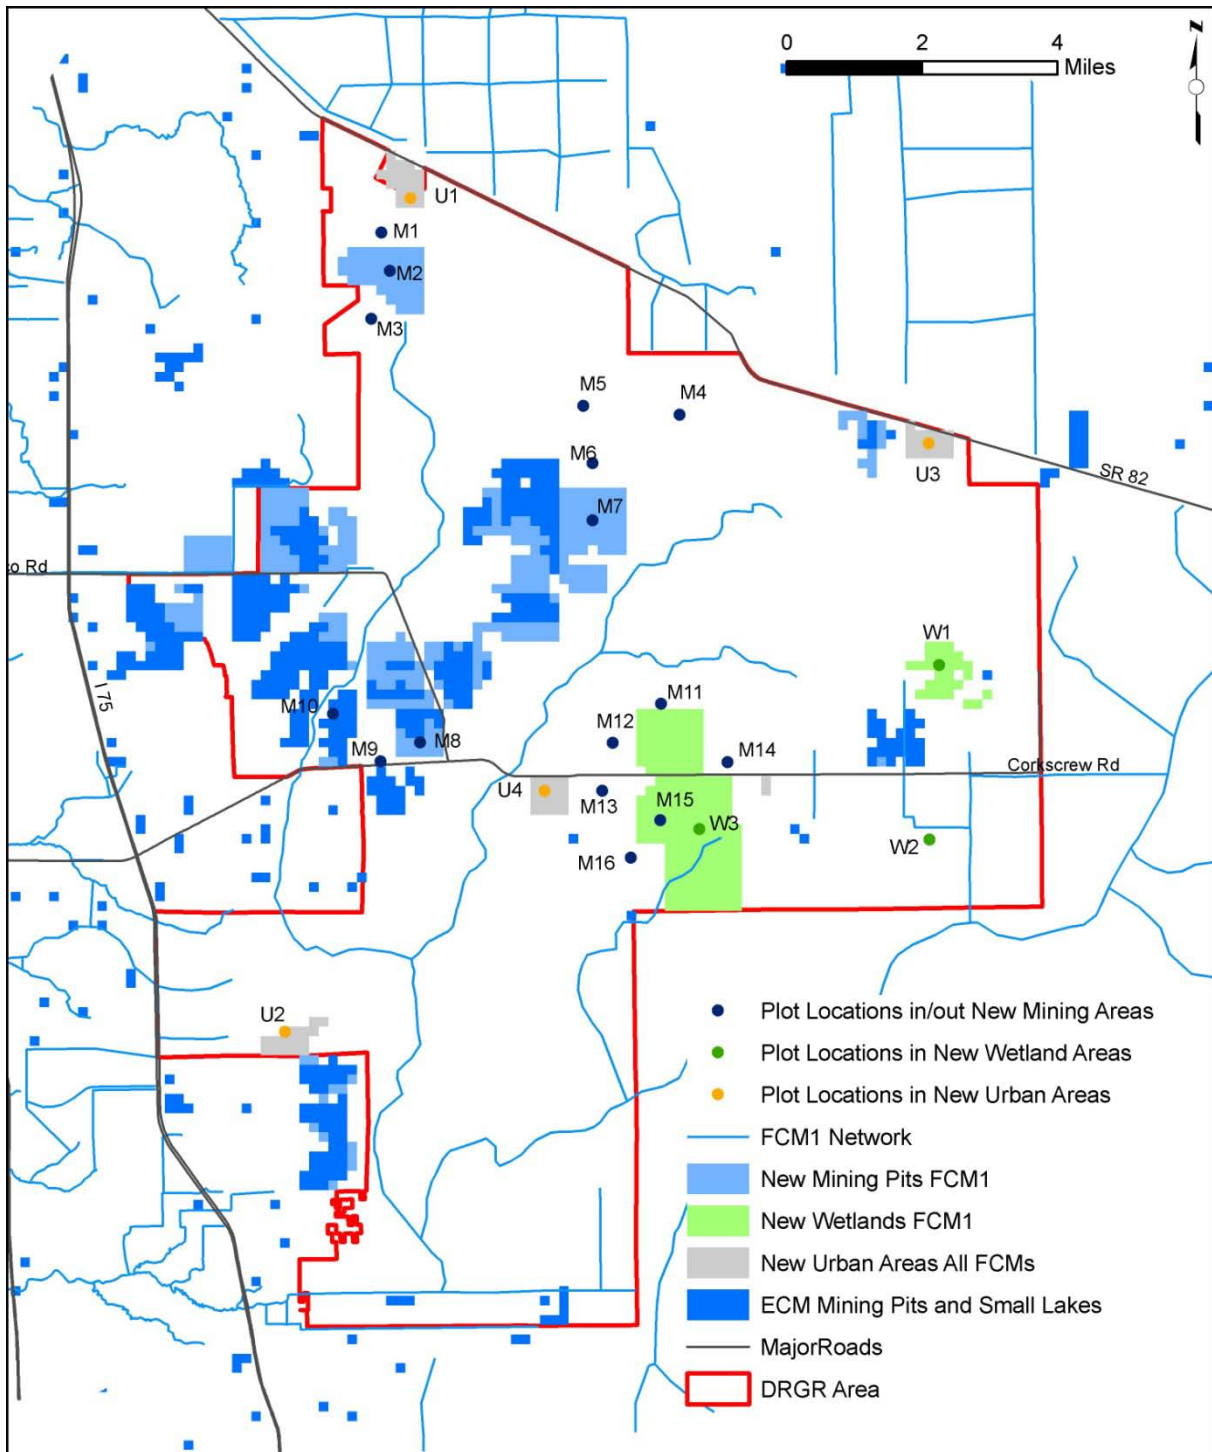 0 2 4
Miles
z
U1
M1
M2
M3
M5
M4
M6
U3
SR 82
M7
co Rd
W1
I 75
M10
M11
M12
M8
M9
M14
Corkscrew Rd
U4
M13
M15
W3
W2
M16
U2
Plot Locations in/out New Mining Areas
Plot Locations in New Wetland Areas
Plot Locations in New Urban Areas
FCM1 Network
New Mining Pits FCM1
New Wetlands FCM1
New Urban Areas All FCMs
ECM Mining Pits and Small Lakes
MajorRoads
DRGR Area